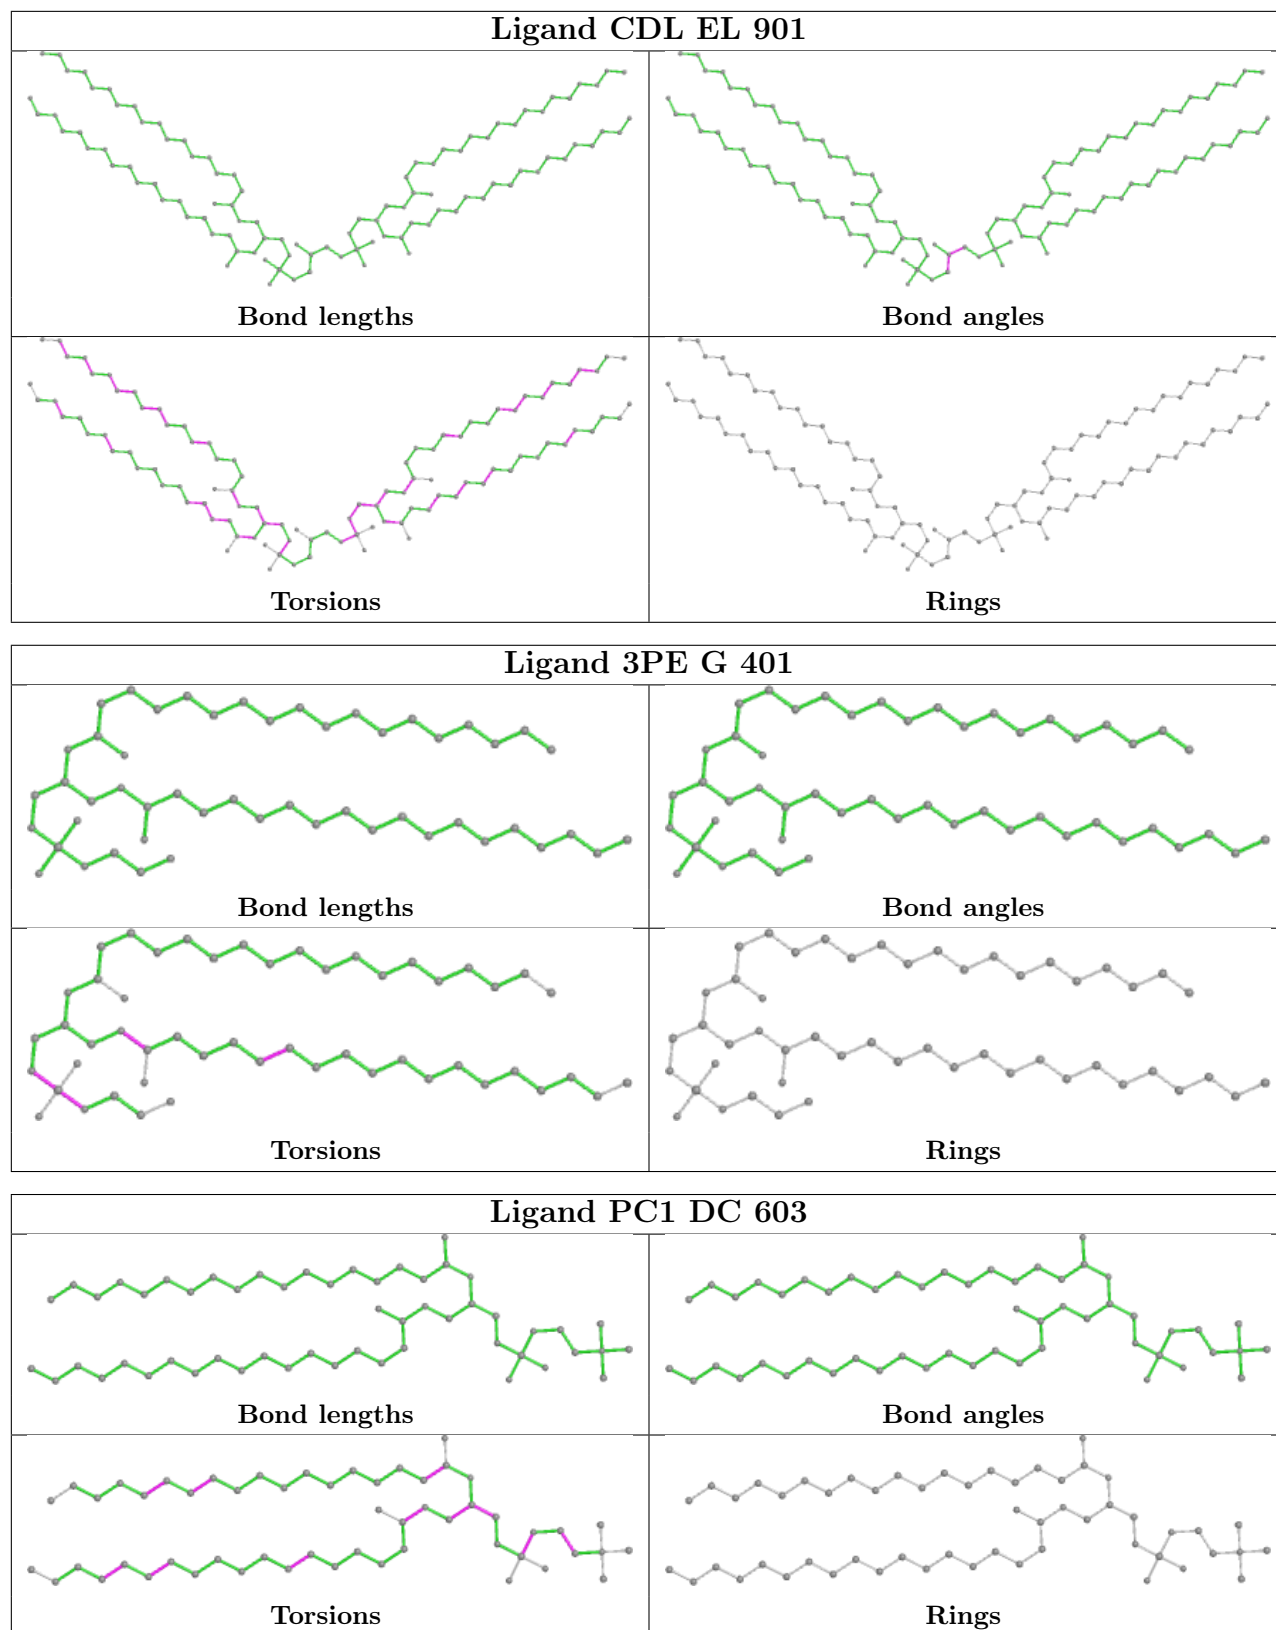 Ligand CDL EL 901
Bond lengths
Bond angles
Torsions
Rings
Ligand 3PE G 401
Bond lengths
Bond angles
Torsions
Rings
Ligand PC1 DC 603
Bond lengths
Bond angles
Torsions
Rings